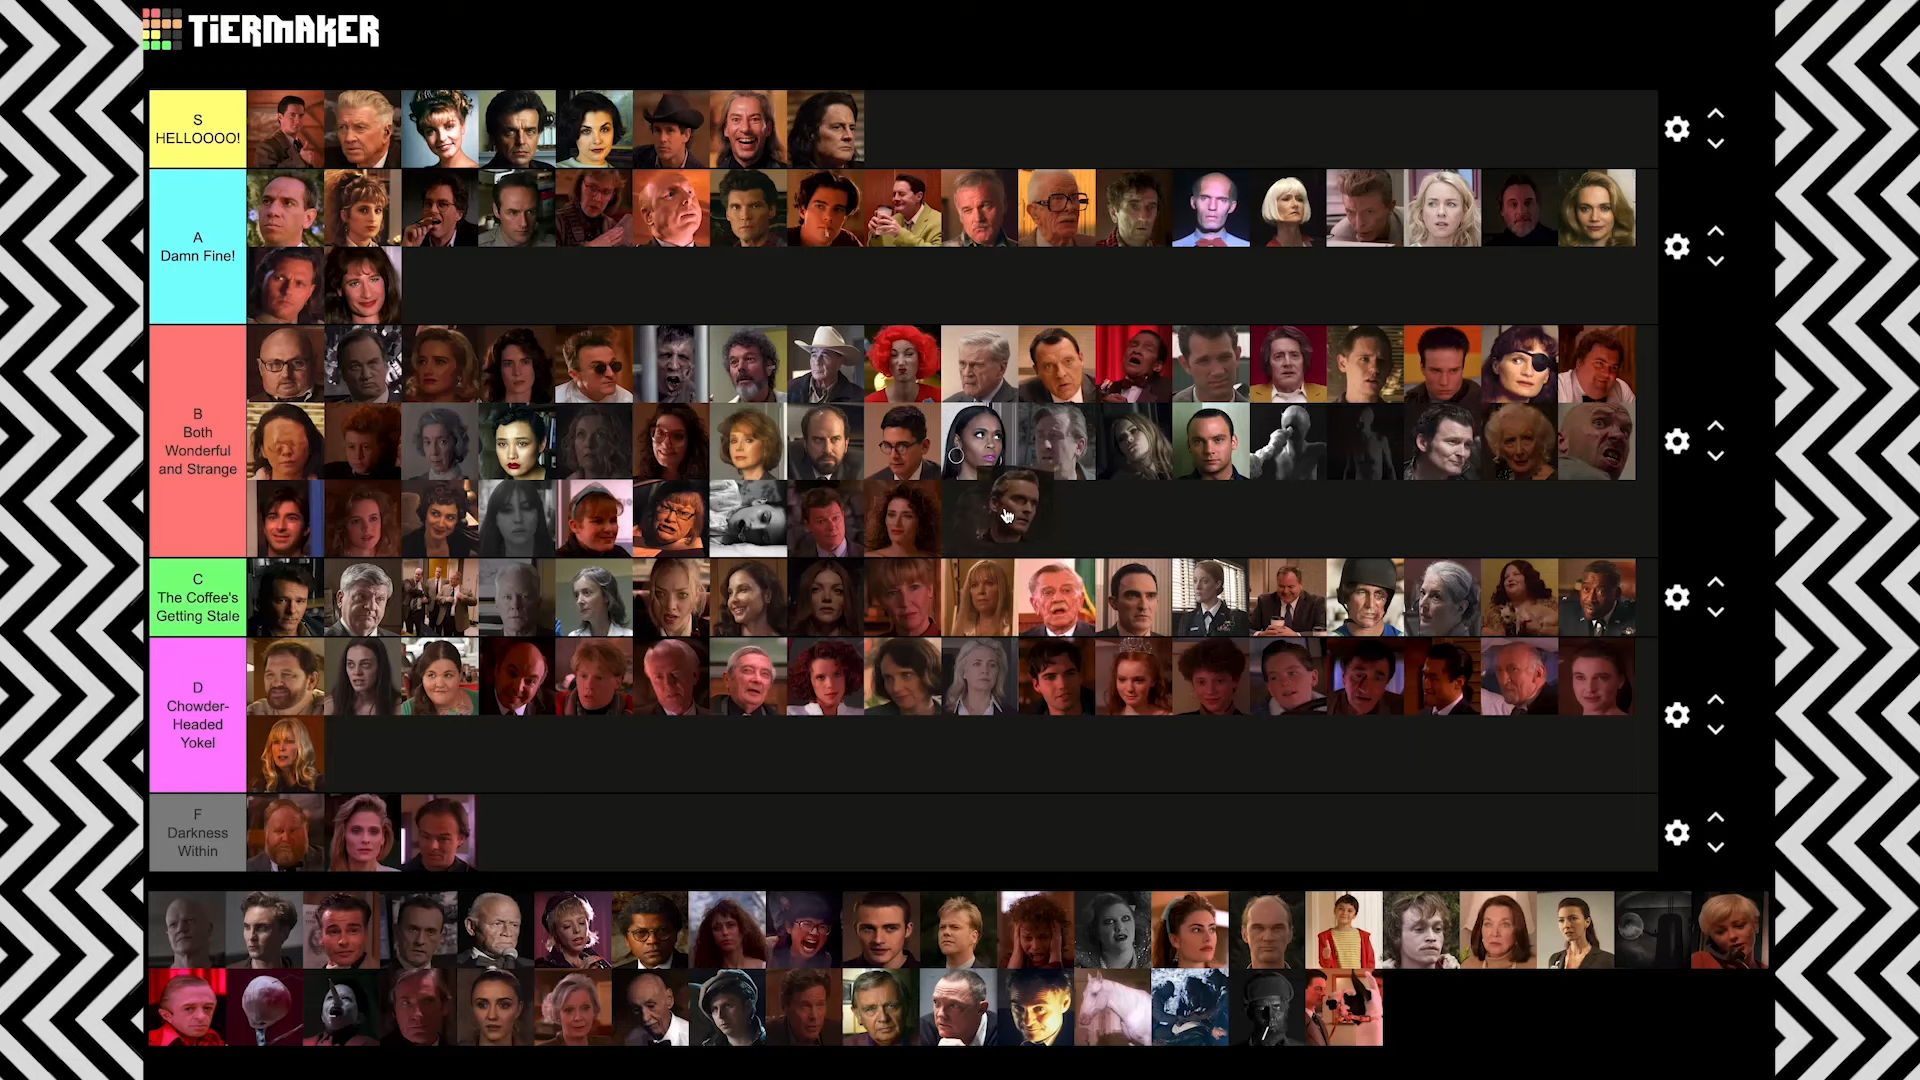 TiERMAKER
S
HELLOOOO!
A
Damn Fine!
B
Both
Wonderful
and Strange
C
The Coffee's
Getting Stale
D
Chowder-
Headed
Yokel
F
Darkness
Within